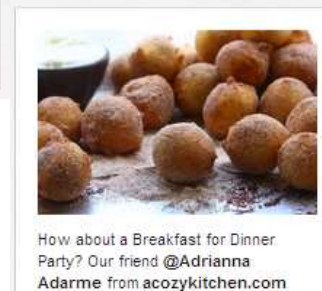 How about a Breakfast for Dinner
Party? Our friend @Adrianna
Adarme from acozykitchen.com